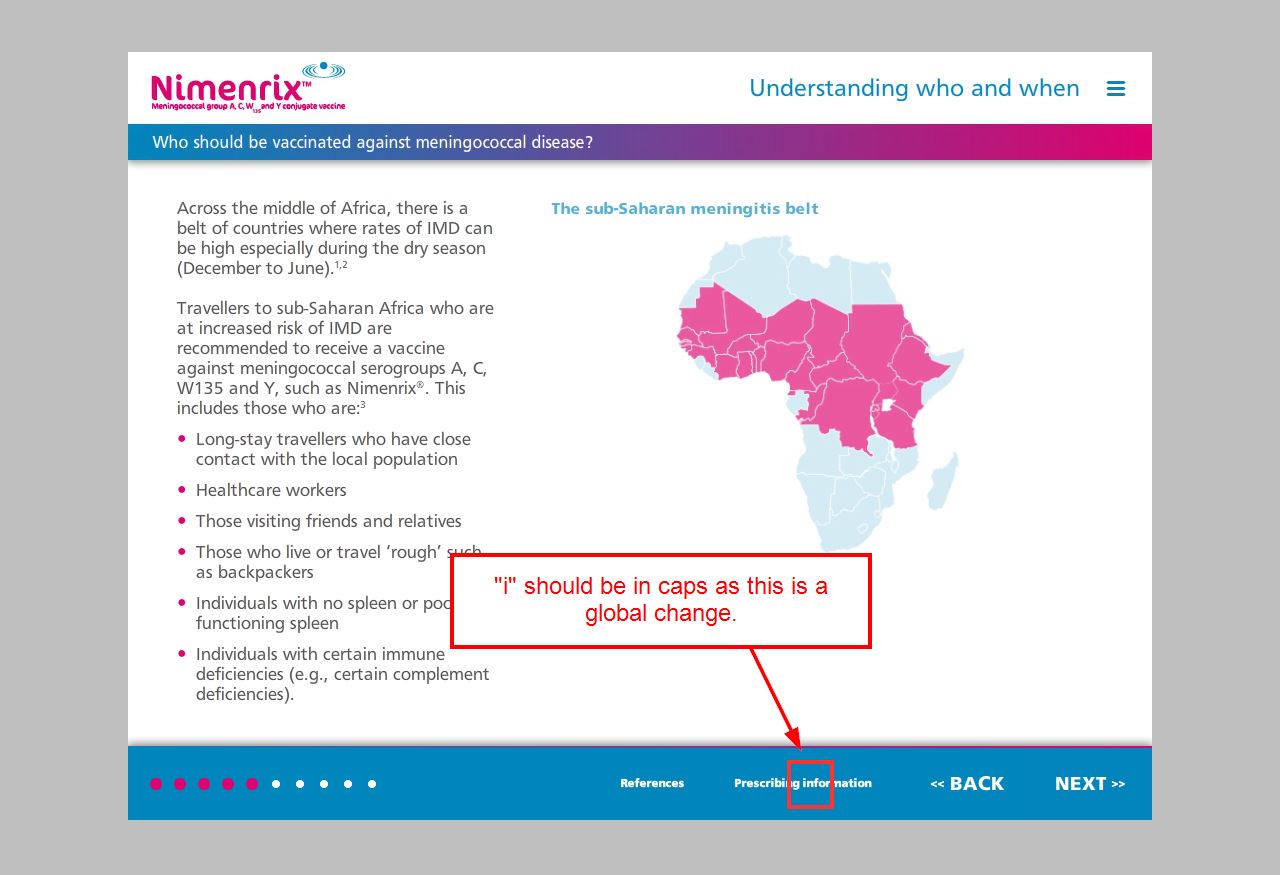 Nimenrix™
Meningococcal group A, C, W135 and Y conjugate vaccine
Understanding who and when
Who should be vaccinated against meningococcal disease?
Across the middle of Africa, there is a
belt of countries where rates of IMD can
be high especially during the dry season
(December to June).1,2
Travellers to sub-Saharan Africa who are
at increased risk of IMD are
recommended to receive a vaccine
against meningococcal serogroups A, C,
W135 and Y, such as Nimenrix®. This
includes those who are:3
• Long-stay travellers who have close
contact with the local population
• Healthcare workers
• Those visiting friends and relatives
• Those who live or travel ‘rough’ such
as backpackers
• Individuals with no spleen or
functioning spleen
• Individuals with certain immune
deficiencies (e.g., certain complement
deficiencies).
The sub-Saharan meningitis belt
"i" should be in caps as this is a
global change.
References
Prescribing information
<< BACK
NEXT >>